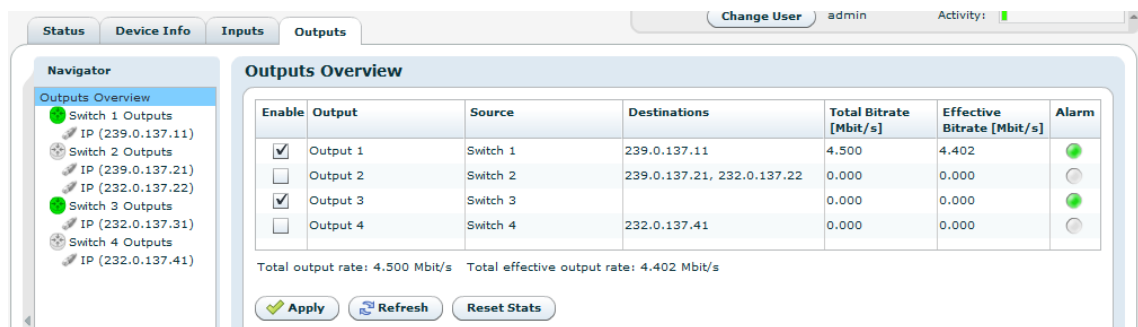 Change User admin Activity:
Status Device Info Inputs Outputs
Navigator
Outputs Overview
Switch 1 Outputs
IP (239.0.137.11)
Switch 2 Outputs
IP (239.0.137.21)
IP (232.0.137.22)
Switch 3 Outputs
IP (232.0.137.31)
Switch 4 Outputs
IP (232.0.137.41)
Outputs Overview
Enable Output Source Destinations Total Bitrate [Mbit/s] Effective Bitrate [Mbit/s] Alarm
Output 1 Switch 1 239.0.137.11 4.500 4.402
Output 2 Switch 2 239.0.137.21, 232.0.137.22 0.000 0.000
Output 3 Switch 3 0.000 0.000
Output 4 Switch 4 232.0.137.41 0.000 0.000
Total output rate: 4.500 Mbit/s Total effective output rate: 4.402 Mbit/s
Apply Refresh Reset Stats